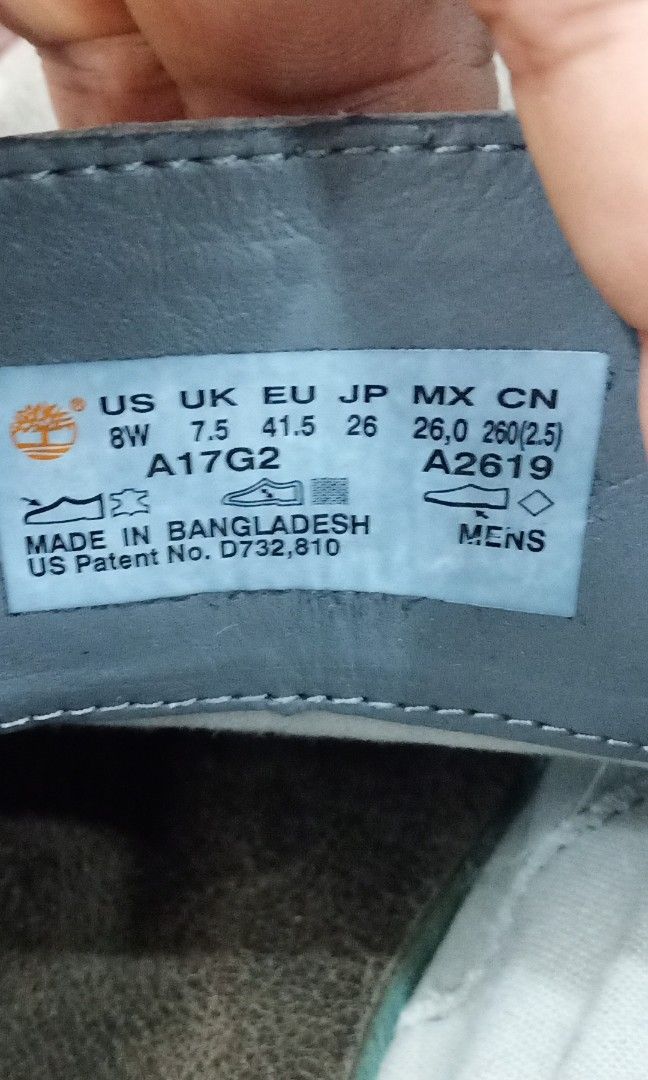 ® US UK EU JP MX CN
8W 7.5 41.5 26 26,0 260(2.5)
A17G2 A2619
MADE IN BANGLADESH MENS
US Patent No. D732,810